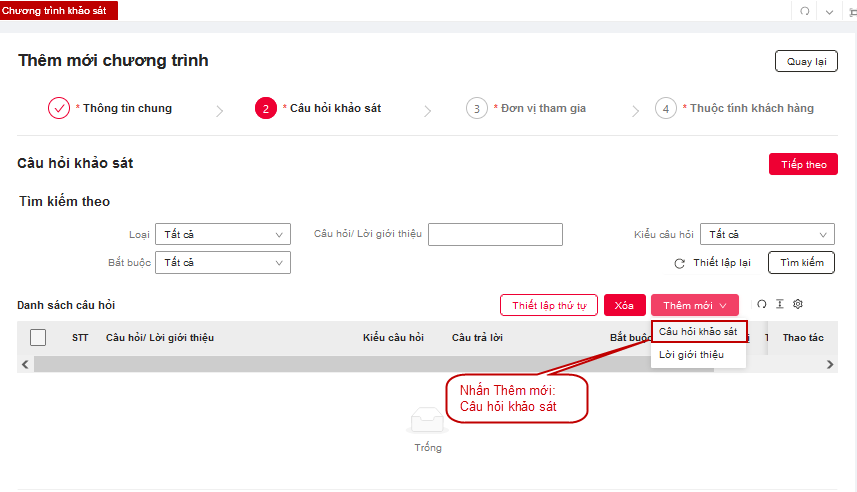 Chương trình khảo sát
Thêm mới chương trình
Quay lại
* Thông tin chung
2 * Câu hỏi khảo sát
3 * Đơn vị tham gia
4 * Thuộc tính khách hàng
Câu hỏi khảo sát
Tiếp theo
Tìm kiếm theo
Loại Tất cả
Câu hỏi/ Lời giới thiệu
Kiểu câu hỏi Tất cả
Bắt buộc Tất cả
Thiết lập lại
Tìm kiếm
Danh sách câu hỏi
Thiết lập thứ tự
Xóa
Thêm mới
STT Câu hỏi/ Lời giới thiệu Kiểu câu hỏi Câu trả lời Bắt buộc Thao tác
Câu hỏi khảo sát
Lời giới thiệu
Nhấn Thêm mới:
Câu hỏi khảo sát
Trống